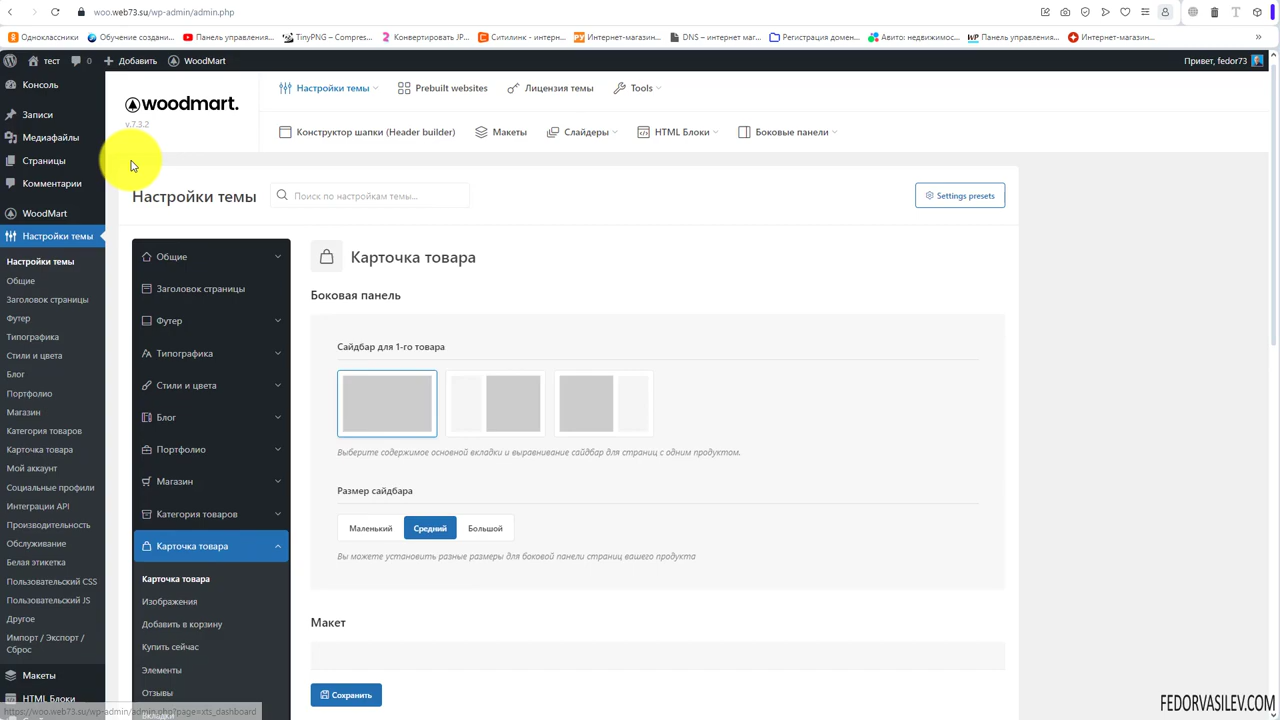 woo.web73.su/wp-admin/admin.php
Одноклассники
Обучение создани...
Панель управления...
TinyPNG – Compres...
Конвертировать JP...
Ситилинк - интерн...
Интернет-магазин...
DNS – интернет маг...
Регистрация домен...
Авито: недвижимос...
Панель управления...
Интернет-магазин...
тест
0
Добавить
WoodMart
Привет, fedor73
Консоль
Записи
Медиафайлы
Страницы
Комментарии
WoodMart
Настройки темы
Настройки темы
Общие
Заголовок страницы
Футер
Типографика
Стили и цвета
Блог
Портфолио
Магазин
Категория товаров
Карточка товара
Мой аккаунт
Социальные профили
Интеграции API
Производительность
Обслуживание
Белая этикетка
Пользовательский CSS
Пользовательский JS
Другое
Импорт / Экспорт /
Сброс
Макеты
HTML Блоки
woodmart.
v.7.3.2
Настройки темы
Prebuilt websites
Лицензия темы
Tools
Конструктор шапки (Header builder)
Макеты
Слайдеры
HTML Блоки
Боковые панели
Настройки темы
Поиск по настройкам темы...
Settings presets
Общие
Заголовок страницы
Футер
Типографика
Стили и цвета
Блог
Портфолио
Магазин
Категория товаров
Карточка товара
Карточка товара
Изображения
Добавить в корзину
Купить сейчас
Элементы
Отзывы
Вкладки
Карточка товара
Боковая панель
Сайдбар для 1-го товара
Выберите содержимое основной вкладки и выравнивание сайдбар для страниц с одним продуктом.
Размер сайдбара
Маленький
Средний
Большой
Вы можете установить разные размеры для боковой панели страниц вашего продукта
Макет
Сохранить
https://woo.web73.su/wp-admin/admin.php?page=xts_dashboard
FEDORVASILEV.COM